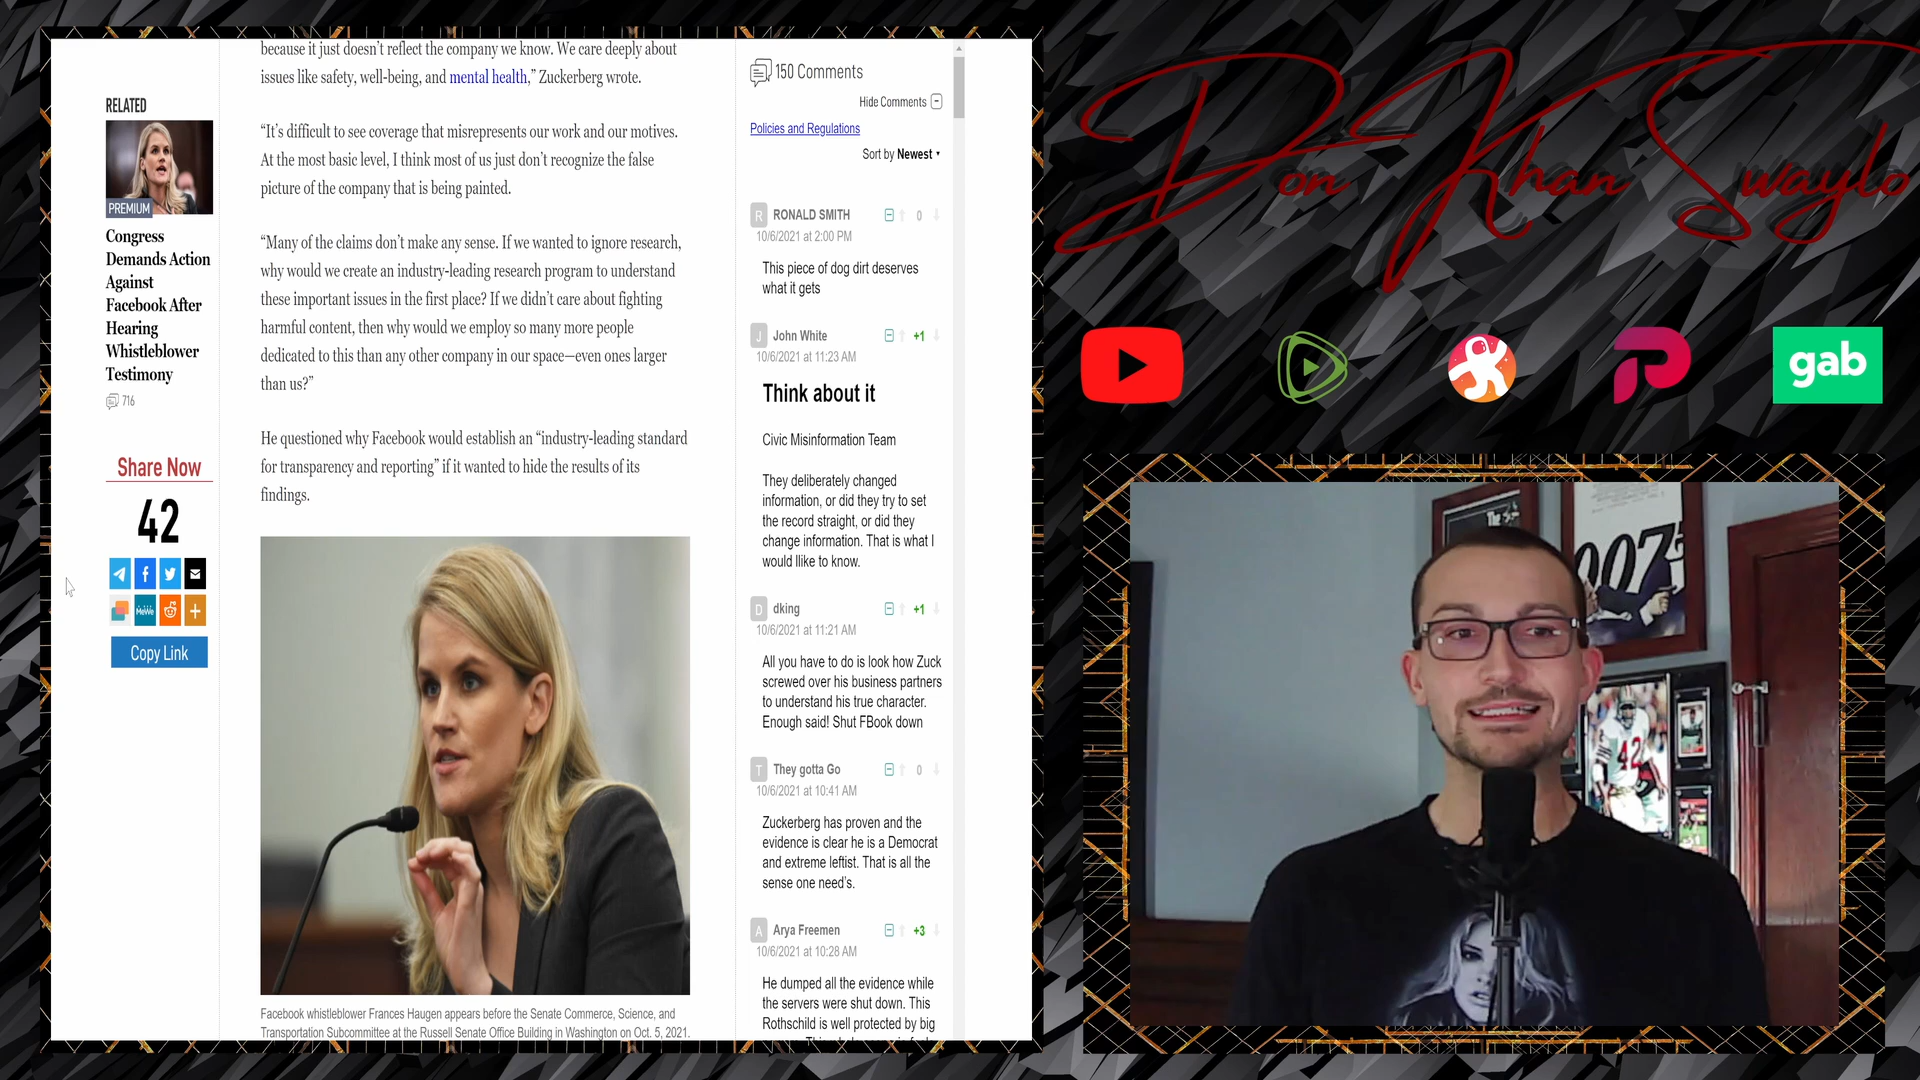 because it just doesn’t reflect the company we know. We care deeply about
issues like safety, well-being, and mental health,” Zuckerberg wrote.
“It’s difficult to see coverage that misrepresents our work and our motives.
At the most basic level, I think most of us just don’t recognize the false
picture of the company that is being painted.
“Many of the claims don’t make any sense. If we wanted to ignore research,
why would we create an industry-leading research program to understand
these important issues in the first place? If we didn’t care about fighting
harmful content, then why would we employ so many more people
dedicated to this than any other company in our space—even ones larger
than us?”
He questioned why Facebook would establish an “industry-leading standard
for transparency and reporting” if it wanted to hide the results of its
findings.
Facebook whistleblower Frances Haugen appears before the Senate Commerce, Science, and
Transportation Subcommittee at the Russell Senate Office Building in Washington on Oct. 5, 2021.
RELATED
PREMIUM
Congress
Demands Action
Against
Facebook After
Hearing
Whistleblower
Testimony
716
Share Now
42
MeWe
Copy Link
150 Comments
Hide Comments
Policies and Regulations
Sort by Newest
R RONALD SMITH 0
10/6/2021 at 2:00 PM
This piece of dog dirt deserves
what it gets
J John White +1
10/6/2021 at 11:23 AM
Think about it
Civic Misinformation Team
They deliberately changed
information, or did they try to set
the record straight, or did they
change information. That is what I
would llike to know.
D dking +1
10/6/2021 at 11:21 AM
All you have to do is look how Zuck
screwed over his business partners
to understand his true character.
Enough said! Shut FBook down
T They gotta Go 0
10/6/2021 at 10:41 AM
Zuckerberg has proven and the
evidence is clear he is a Democrat
and extreme leftist. That is all the
sense one need's.
A Arya Freemen +3
10/6/2021 at 10:28 AM
He dumped all the evidence while
the servers were shut down. This
Rothschild is well protected by big
Don Khan Swaylo
gab
007
42